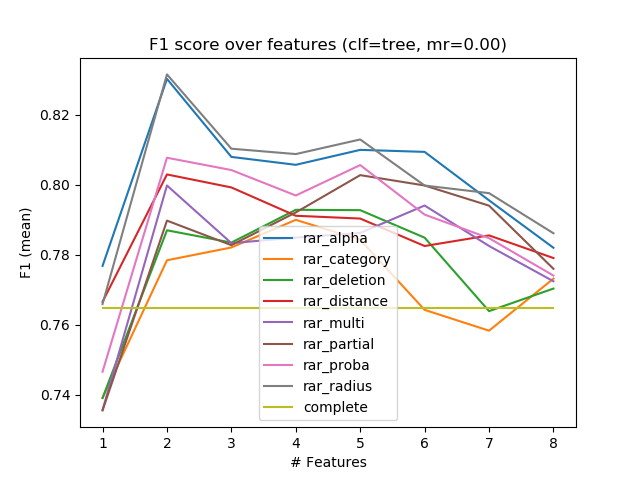 F1 score over features (clf=tree, mr=0.00)
F1 (mean)
0.82
0.80
0.78
0.76
0.74
rar_alpha
rar_category
rar_deletion
rar_distance
rar_multi
rar_partial
rar_proba
rar_radius
complete
1 2 3 4 5 6 7 8
# Features